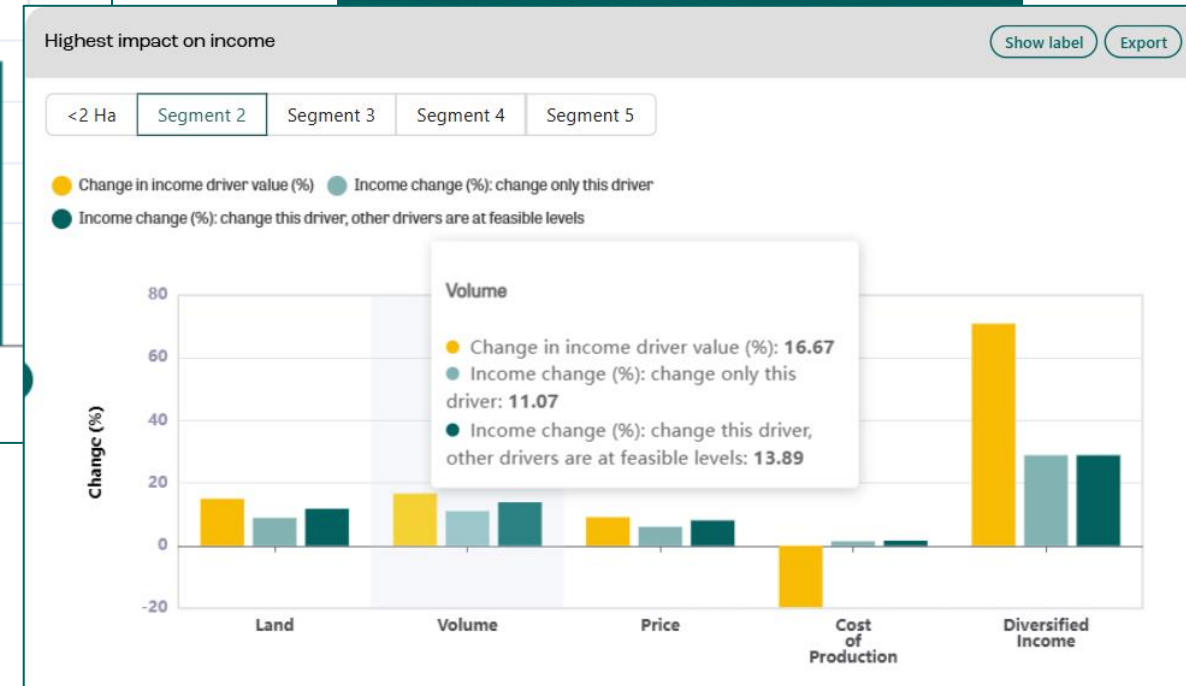 Highest impact on income
Show label
Export
<2 Ha
Segment 2
Segment 3
Segment 4
Segment 5
Change in income driver value (%)
Income change (%): change only this driver
Income change (%): change this driver, other drivers are at feasible levels
Volume
Change in income driver value (%): 16.67
Income change (%): change only this
driver: 11.07
Income change (%): change this driver,
other drivers are at feasible levels: 13.89
Change (%)
80
60
40
20
0
-20
Land
Volume
Price
Cost
of
Production
Diversified
Income